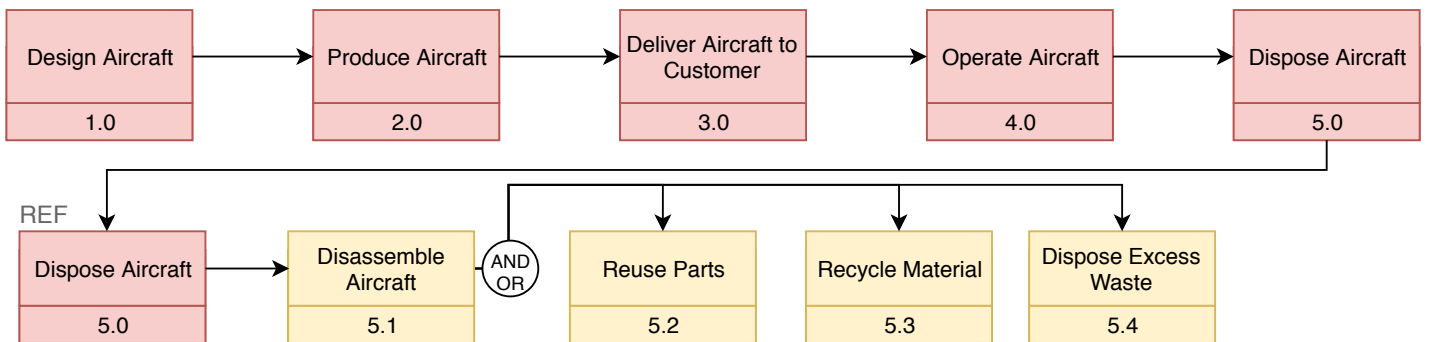 Design Aircraft
1.0
Produce Aircraft
2.0
Deliver Aircraft to
Customer
3.0
Operate Aircraft
4.0
Dispose Aircraft
5.0
REF
Dispose Aircraft
5.0
Disassemble
Aircraft
5.1
AND
OR
Reuse Parts
5.2
Recycle Material
5.3
Dispose Excess
Waste
5.4